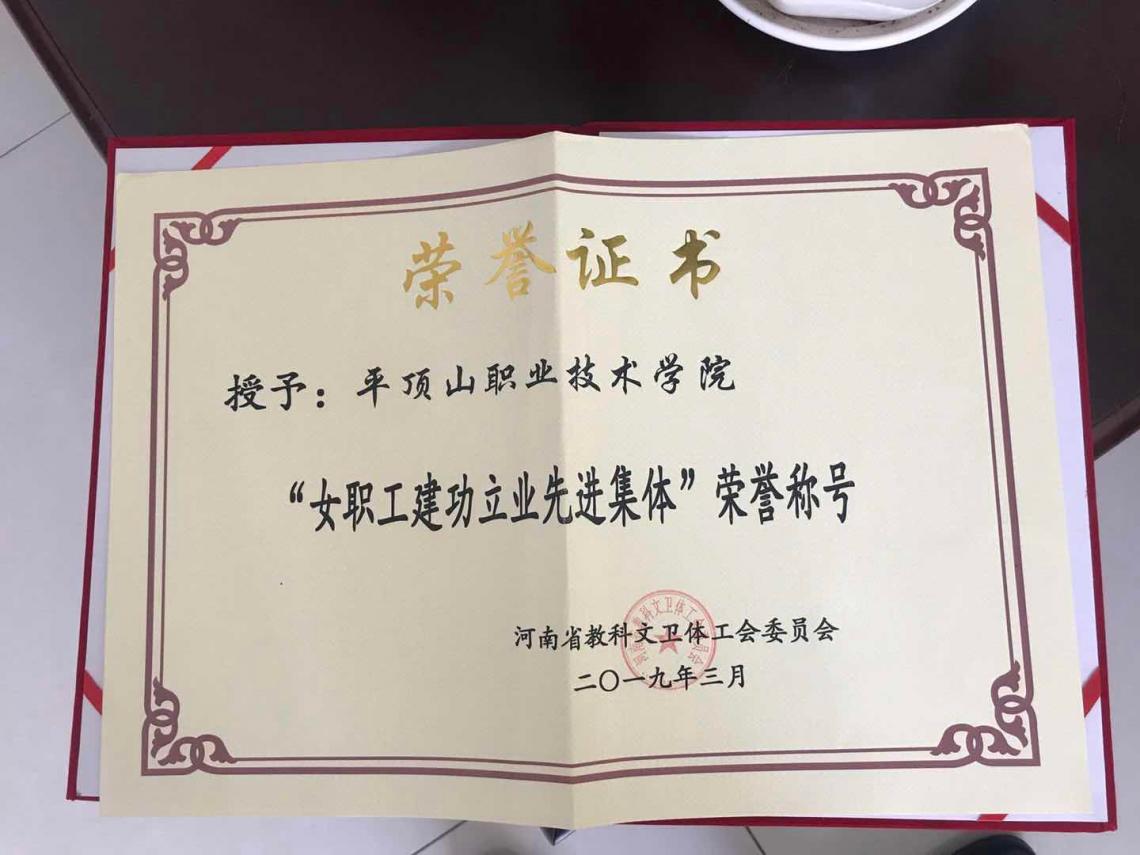 荣誉证书
授予：平顶山职业技术学院
“女职工建功立业先进集体”荣誉称号
河南省教科文卫体工会委员会
二〇一九年三月